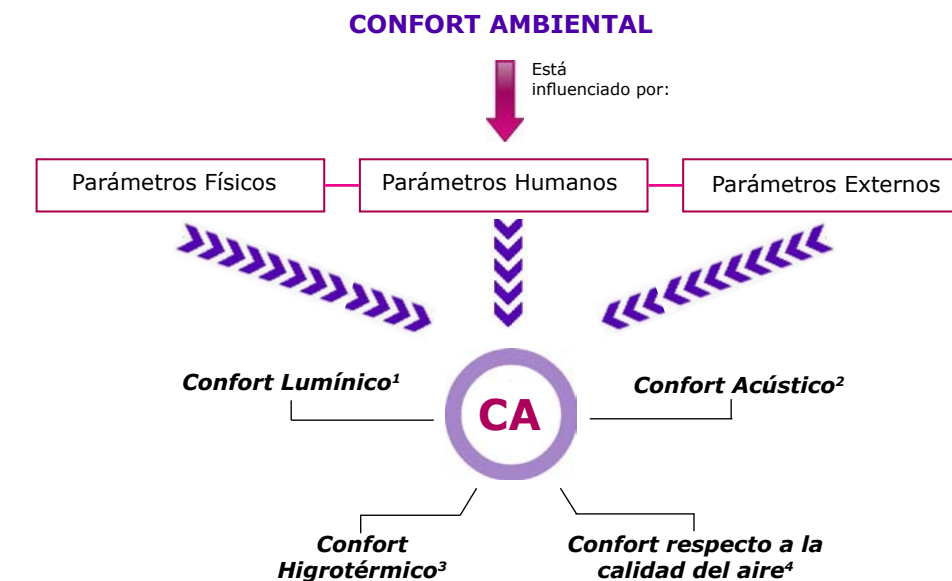 CONFORT AMBIENTAL
Está
influenciado por:
Parámetros Físicos
Parámetros Humanos
Parámetros Externos
Confort Lumínico¹
Confort Acústico²
CA
Confort
Higrotérmico³
Confort respecto a la
calidad del aire⁴